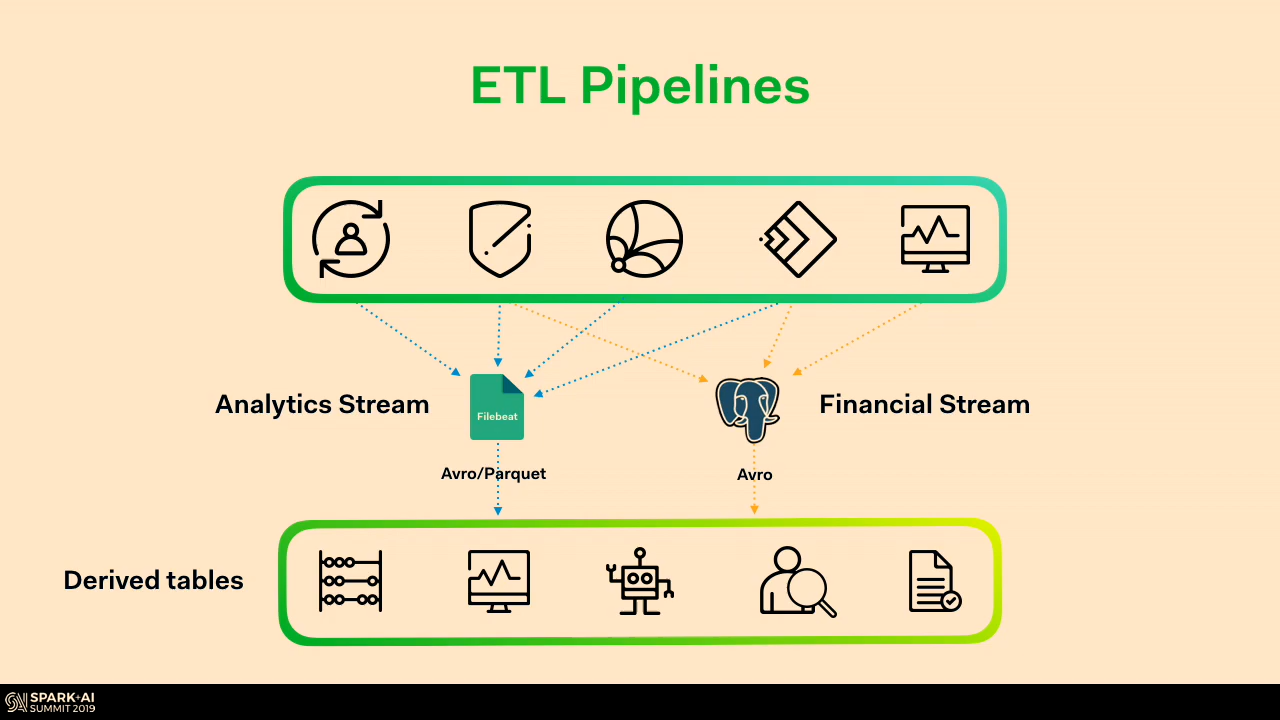 ETL Pipelines
Analytics Stream
Filebeat
Financial Stream
Avro/Parquet
Avro
Derived tables
SPARK+AI
SUMMIT 2019